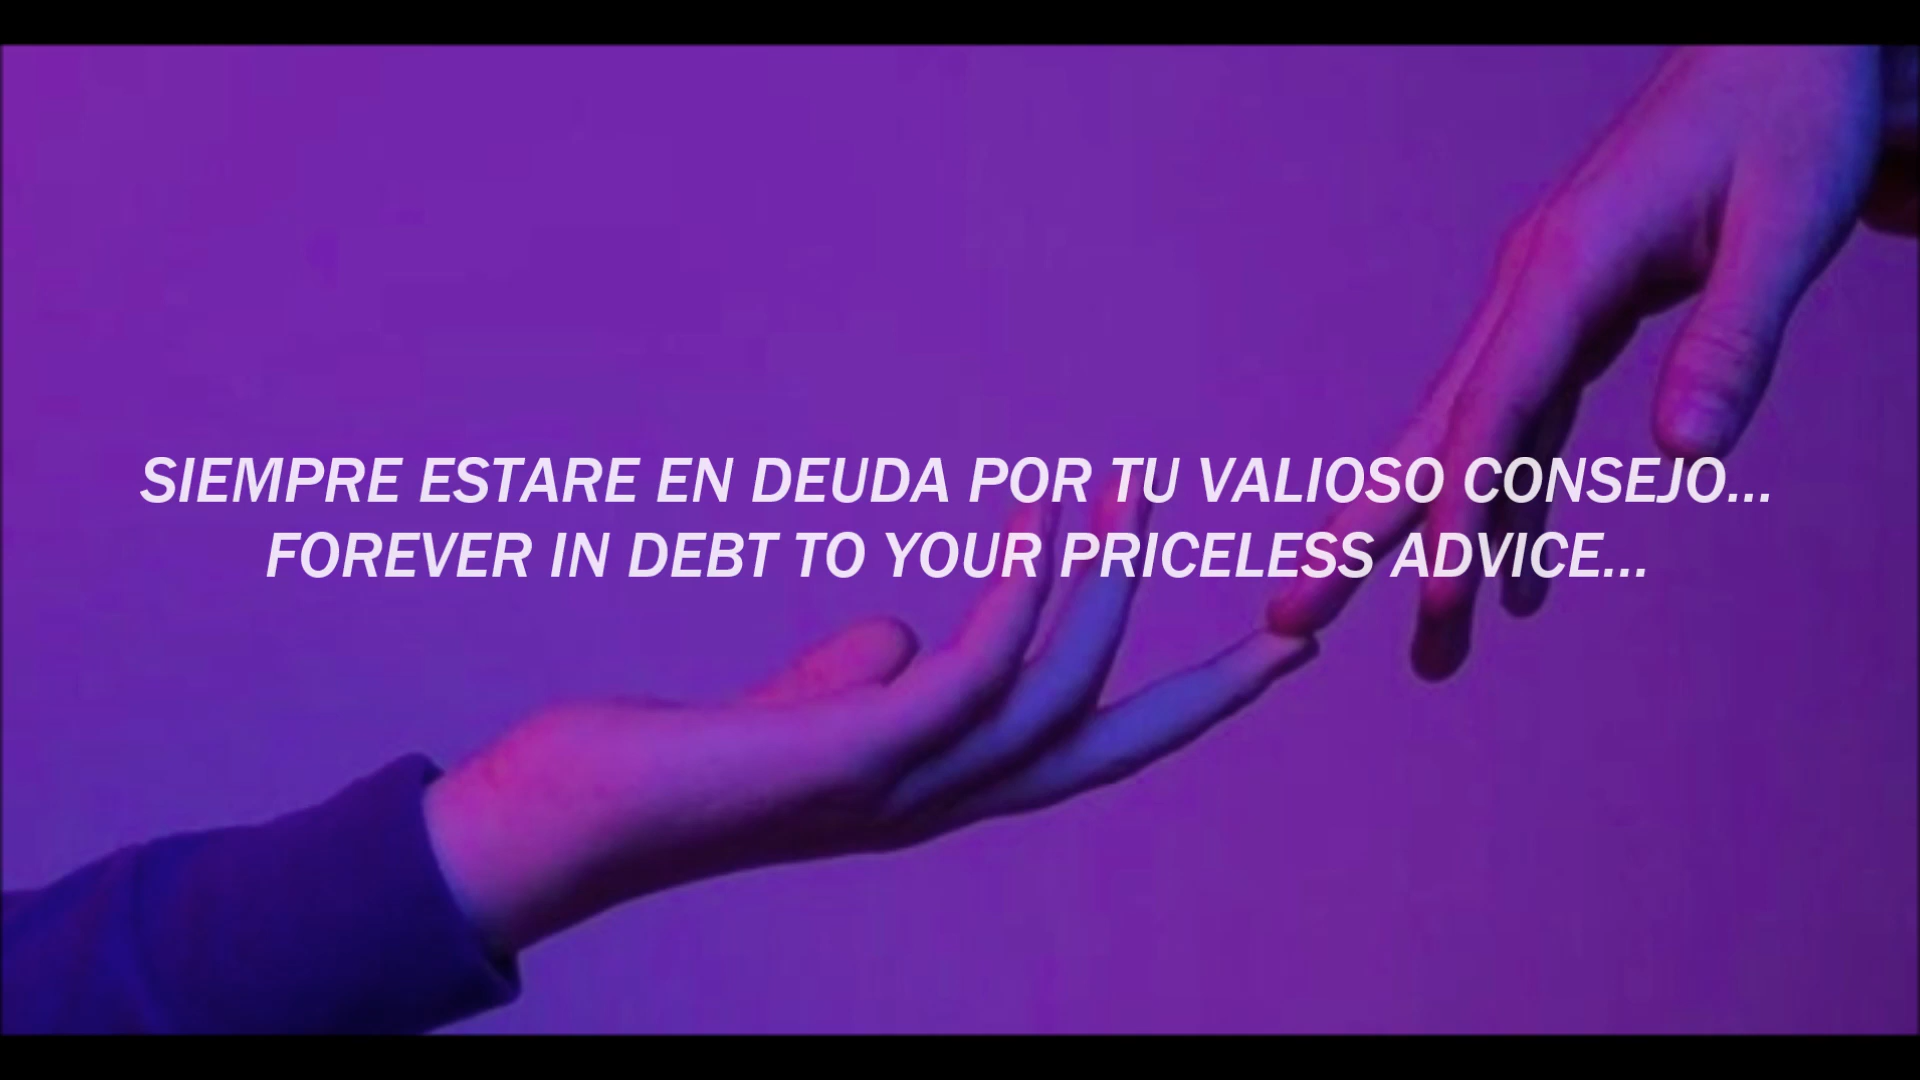 SIEMPRE ESTARE EN DEUDA POR TU VALIOSO CONSEJO...
FOREVER IN DEBT TO YOUR PRICELESS ADVICE...